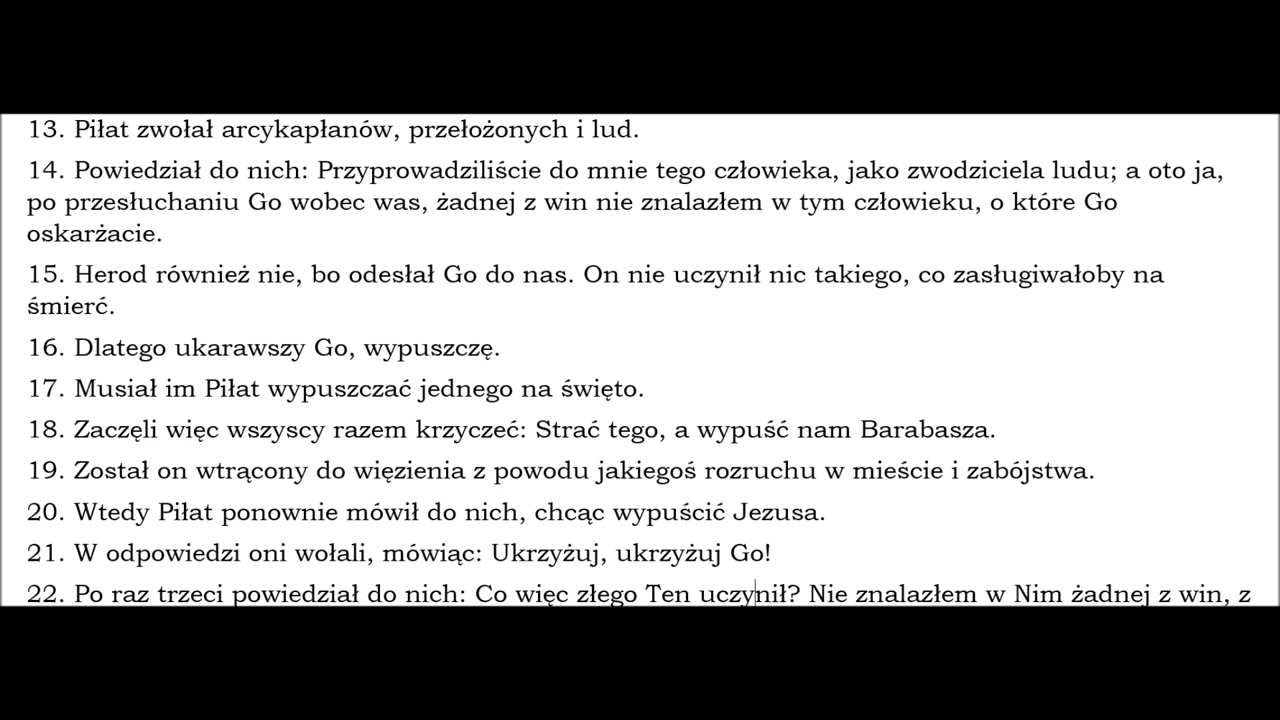 13. Piłat zwołał arcykapłanów, przełożonych i lud.
14. Powiedział do nich: Przyprowadziliście do mnie tego człowieka, jako zwodziciela ludu; a oto ja,
po przesłuchaniu Go wobec was, żadnej z win nie znalazłem w tym człowieku, o które Go
oskarżacie.
15. Herod również nie, bo odesłał Go do nas. On nie uczynił nic takiego, co zasługiwałoby na
śmierć.
16. Dlatego ukarawszy Go, wypuszczę.
17. Musiał im Piłat wypuszczać jednego na święto.
18. Zaczęli więc wszyscy razem krzyczeć: Strać tego, a wypuść nam Barabasza.
19. Został on wtrącony do więzienia z powodu jakiegoś rozruchu w mieście i zabójstwa.
20. Wtedy Piłat ponownie mówił do nich, chcąc wypuścić Jezusa.
21. W odpowiedzi oni wołali, mówiąc: Ukrzyżuj, ukrzyżuj Go!
22. Po raz trzeci powiedział do nich: Co więc złego Ten uczynił? Nie znalazłem w Nim żadnej z win, z